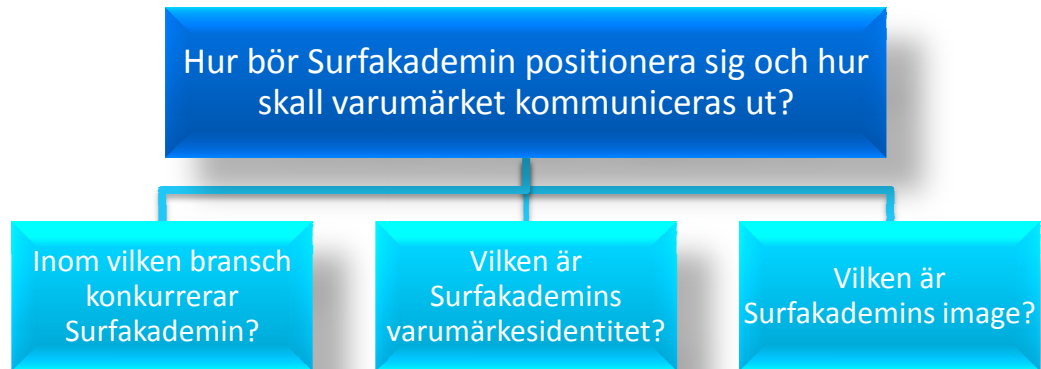 Hur bör Surfakademin positionera sig och hur
skall varumärket kommuniceras ut?
Inom vilken bransch
konkurrerar
Surfakademin?
Vilken är
Surfakademins
varumärkesidentitet?
Vilken är
Surfakademins image?